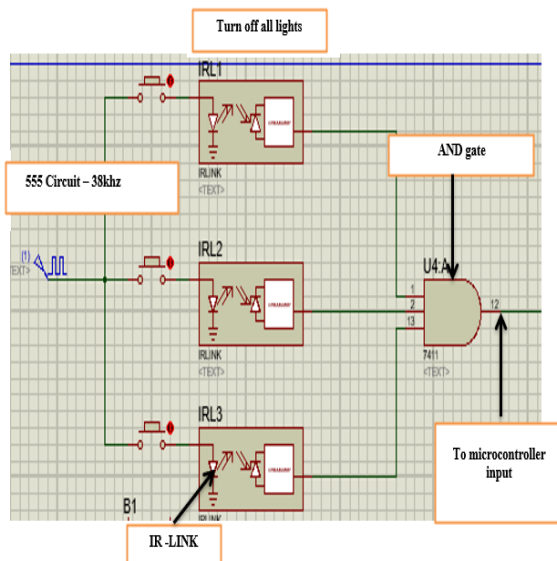 Turn off all lights
IRL1
IRLINK
<TEXT>
555 Circuit – 38khz
AND gate
(1)
TEXT>
IRL2
IRLINK
<TEXT>
U4:A
1
2
13
12
7411
<TEXT>
IRL3
To microcontroller
input
B1
IRLINK
IR -LINK